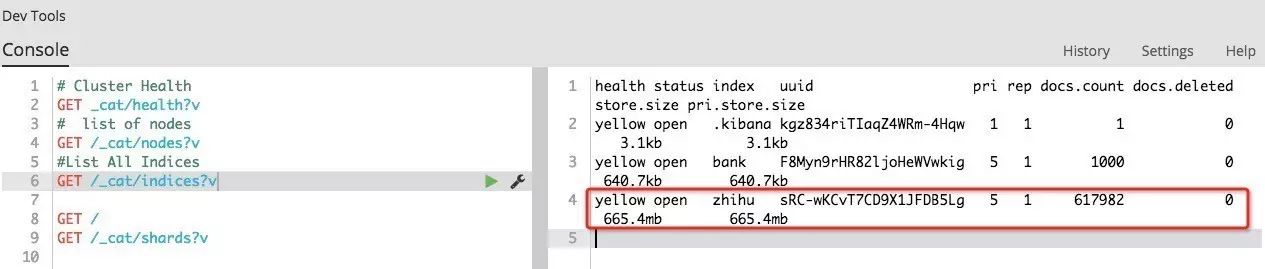 Dev Tools
Console
History Settings Help
1 # Cluster Health
2 GET _cat/health?v
3 # list of nodes
4 GET /_cat/nodes?v
5 #List All Indices
6 GET /_cat/indices?v
7
8 GET /
9 GET /_cat/shards?v
10
1 health status index uuid pri rep docs.count docs.deleted
store.size pri.store.size
2 yellow open .kibana kgz834riTIaqZ4WRm-4Hqw 1 1 1 0
3.1kb 3.1kb
3 yellow open bank F8Myn9rHR82ljoHeWVwkig 5 1 1000 0
640.7kb 640.7kb
4 yellow open zhihu sRC-wKCvT7CD9X1JFDB5Lg 5 1 617982 0
665.4mb 665.4mb
5